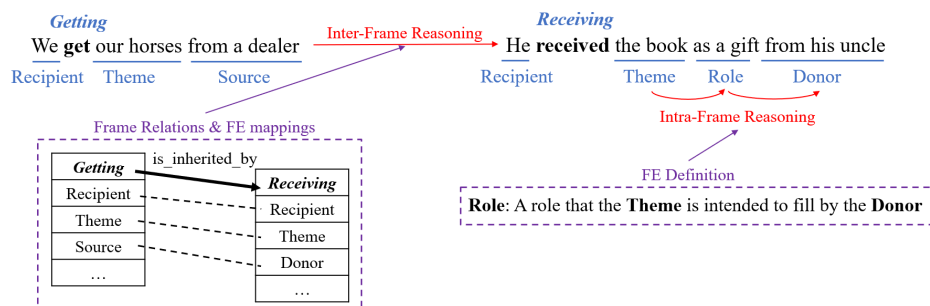 Getting
We get our horses from a dealer
Recipient Theme Source
Inter-Frame Reasoning
Receiving
He received the book as a gift from his uncle
Recipient Theme Role Donor
Intra-Frame Reasoning
Frame Relations & FE mappings
is_inherited_by
Getting
Recipient
Theme
Source
...
Receiving
Recipient
Theme
Donor
...
FE Definition
Role: A role that the Theme is intended to fill by the Donor